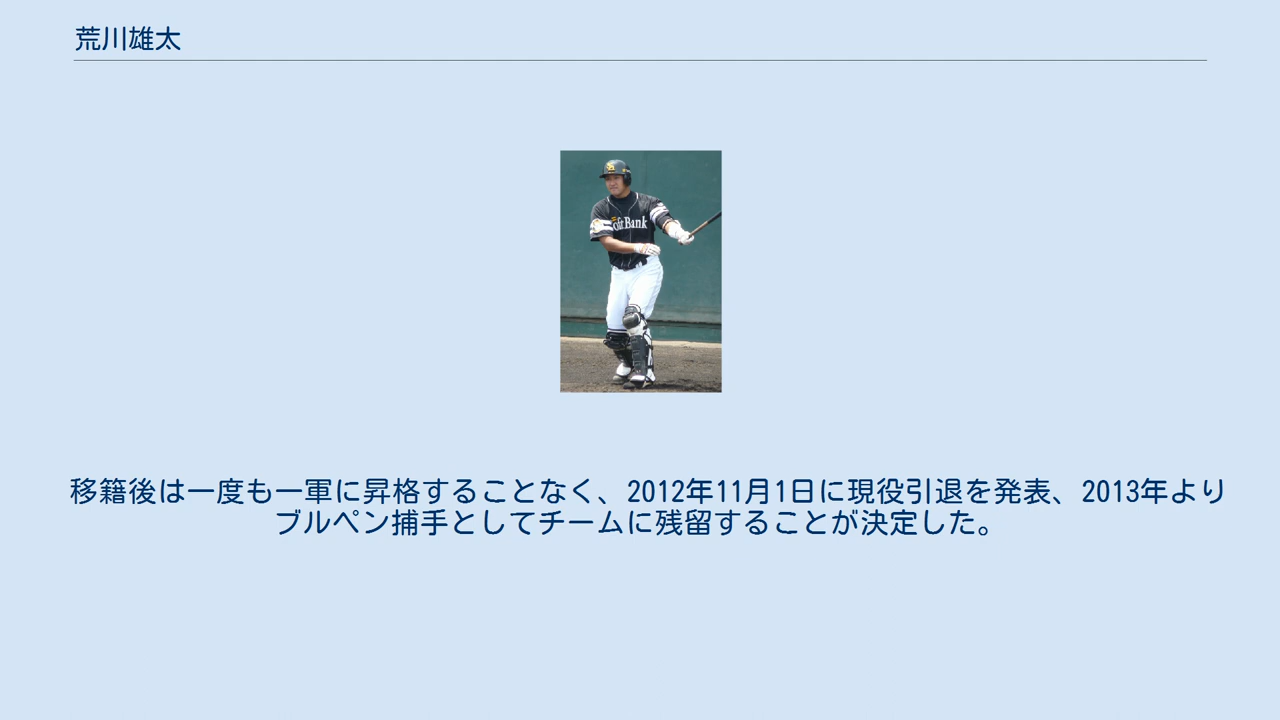 荒川雄太
SoftBank
移籍後は一度も一軍に昇格することなく、2012年11月1日に現役引退を発表、2013年より
ブルペン捕手としてチームに残留することが決定した。